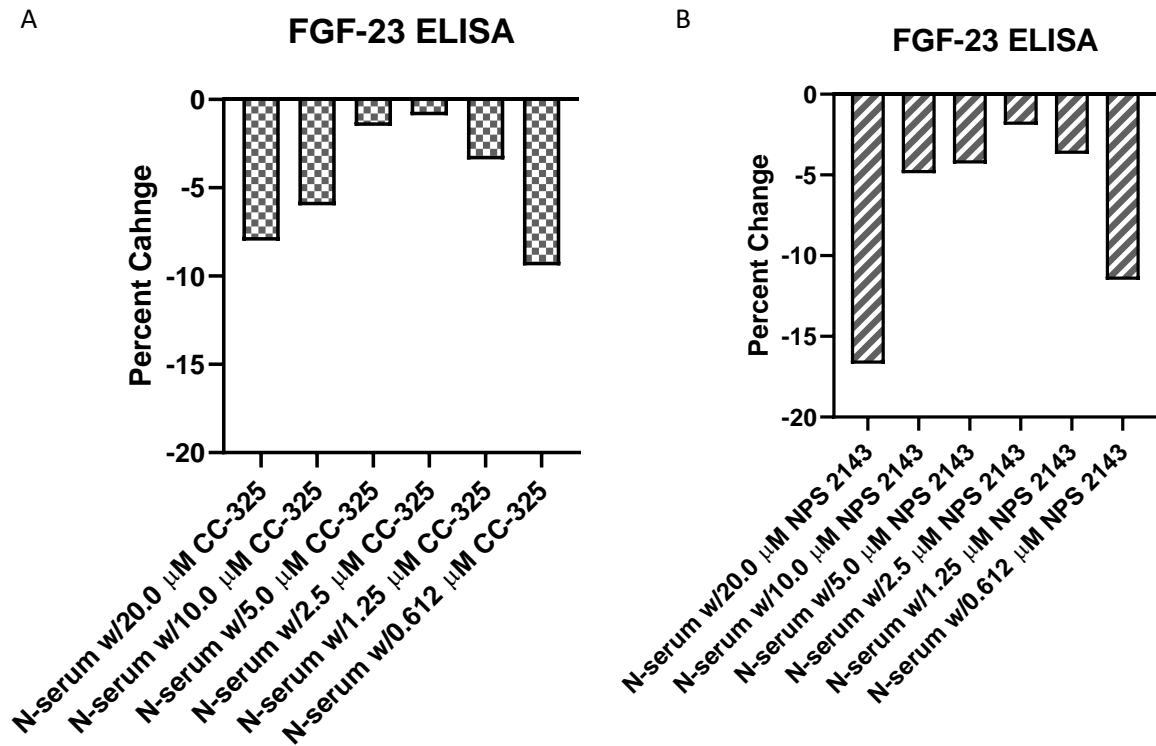 A
FGF-23 ELISA
Percent Cahnge
0
-5
-10
-15
-20
N-serum w/20.0 μM CC-325
N-serum w/10.0 μM CC-325
N-serum w/5.0 μM CC-325
N-serum w/2.5 μM CC-325
N-serum w/1.25 μM CC-325
N-serum w/0.612 μM CC-325
B
FGF-23 ELISA
Percent Change
0
-5
-10
-15
-20
N-serum w/20.0 μM NPS 2143
N-serum w/10.0 μM NPS 2143
N-serum w/5.0 μM NPS 2143
N-serum w/2.5 μM NPS 2143
N-serum w/1.25 μM NPS 2143
N-serum w/0.612 μM NPS 2143